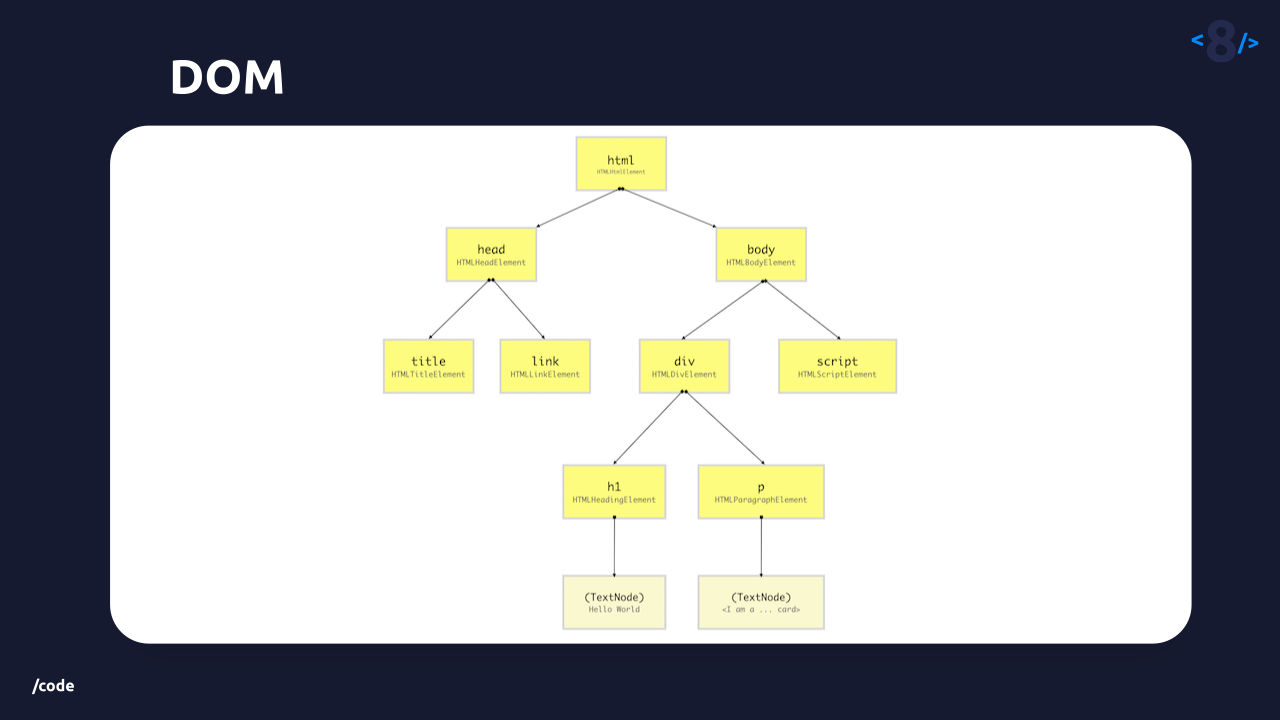 <8/>
DOM
html
HTMLHtmlElement
head
HTMLHeadElement
body
HTMLBodyElement
title
HTMLTitleElement
link
HTMLLinkElement
div
HTMLDivElement
script
HTMLScriptElement
h1
HTMLHeadingElement
p
HTMLParagraphElement
(TextNode)
Hello World
(TextNode)
<I am a ... card>
/code